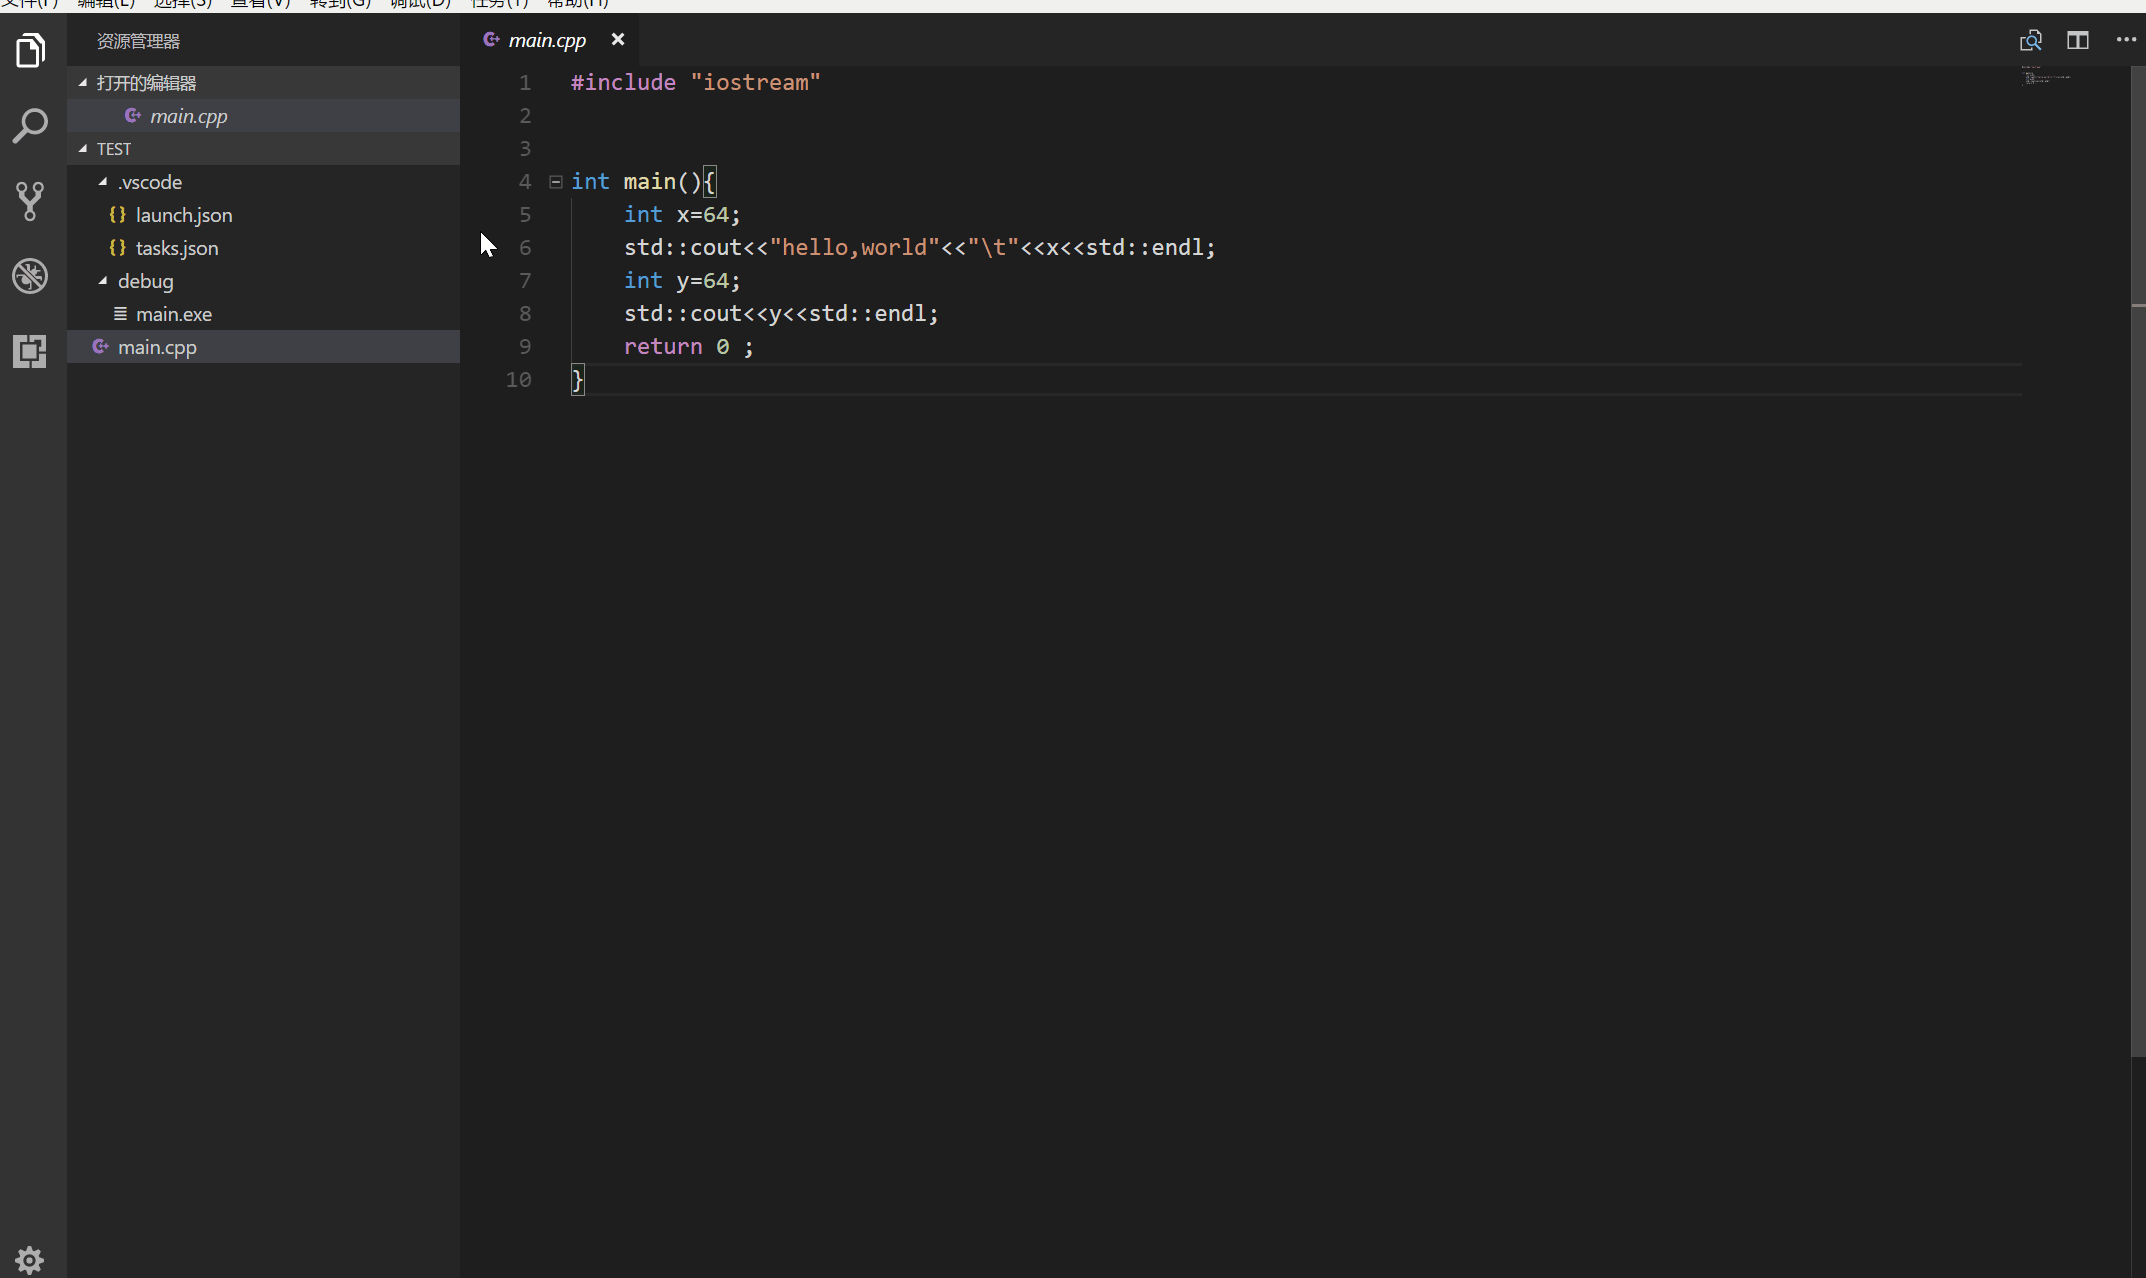 文件(F) 编辑(E) 选择(S) 查看(V) 转到(G) 调试(D) 任务(T) 帮助(H)
资源管理器
打开的编辑器
main.cpp
TEST
.vscode
{} launch.json
{} tasks.json
debug
main.exe
main.cpp
main.cpp
1 #include "iostream"
2
3
4 int main(){
5 int x=64;
6 std::cout<<"hello,world"<<"\t"<<x<<std::endl;
7 int y=64;
8 std::cout<<y<<std::endl;
9 return 0 ;
10 }